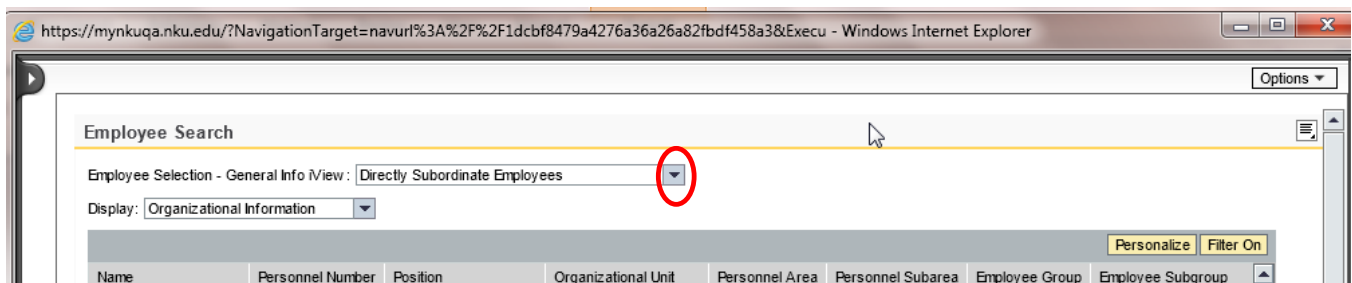 https://mynkuqa.nku.edu/?NavigationTarget=navurl%3A%2F%2F1dcbf8479a4276a36a26a82fbdf458a3&Execu - Windows Internet Explorer
Options
Employee Search
Employee Selection - General Info iView : Directly Subordinate Employees
Display: Organizational Information
Personalize Filter On
Name Personnel Number Position Organizational Unit Personnel Area Personnel Subarea Employee Group Employee Subgroup